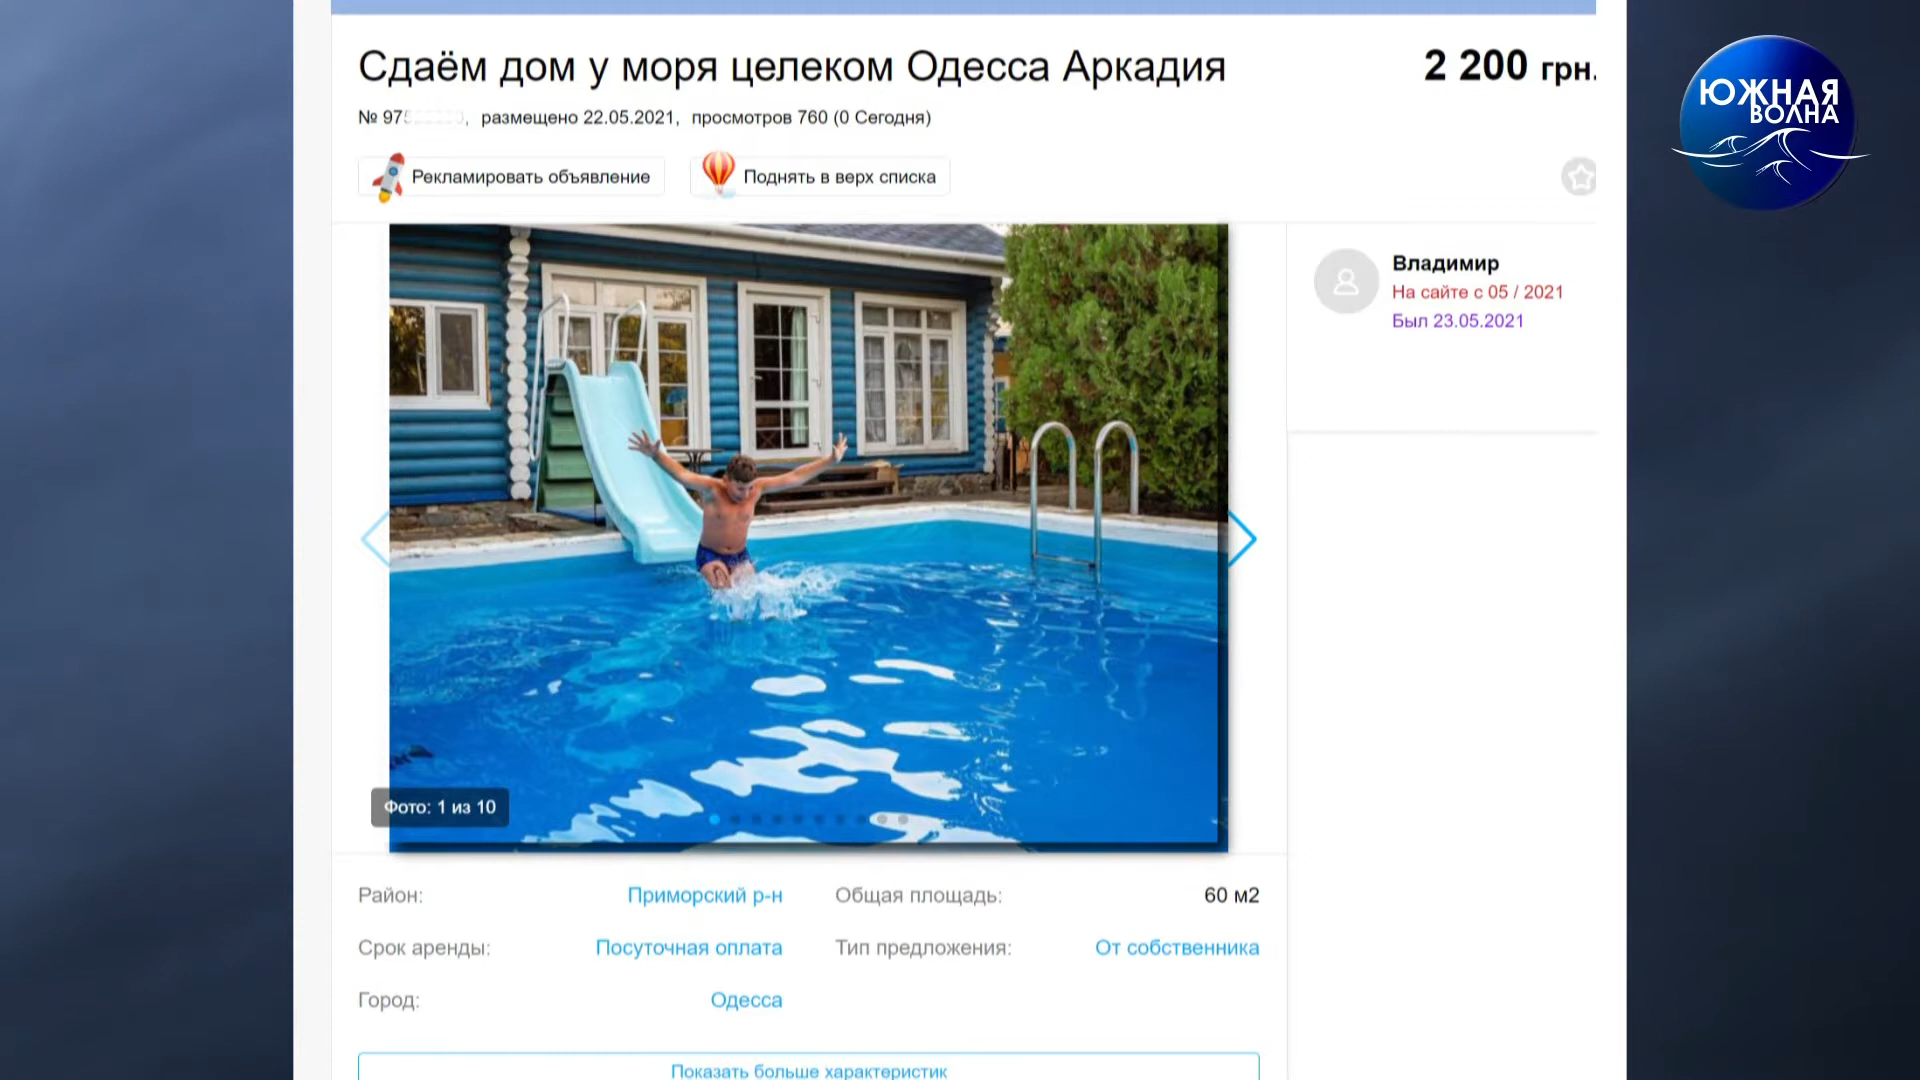 Сдаём дом у моря целеком Одесса Аркадия
2 200 грн.
ЮЖНАЯ
ВОЛНА
№ 97 размещено 22.05.2021, просмотров 760 (0 Сегодня)
Рекламировать объявление
Поднять в верх списка
Владимир
На сайте с 05 / 2021
Был 23.05.2021
Фото: 1 из 10
Район: Приморский р-н Общая площадь: 60 м2
Срок аренды: Посуточная оплата Тип предложения: От собственника
Город: Одесса
Показать больше характеристик